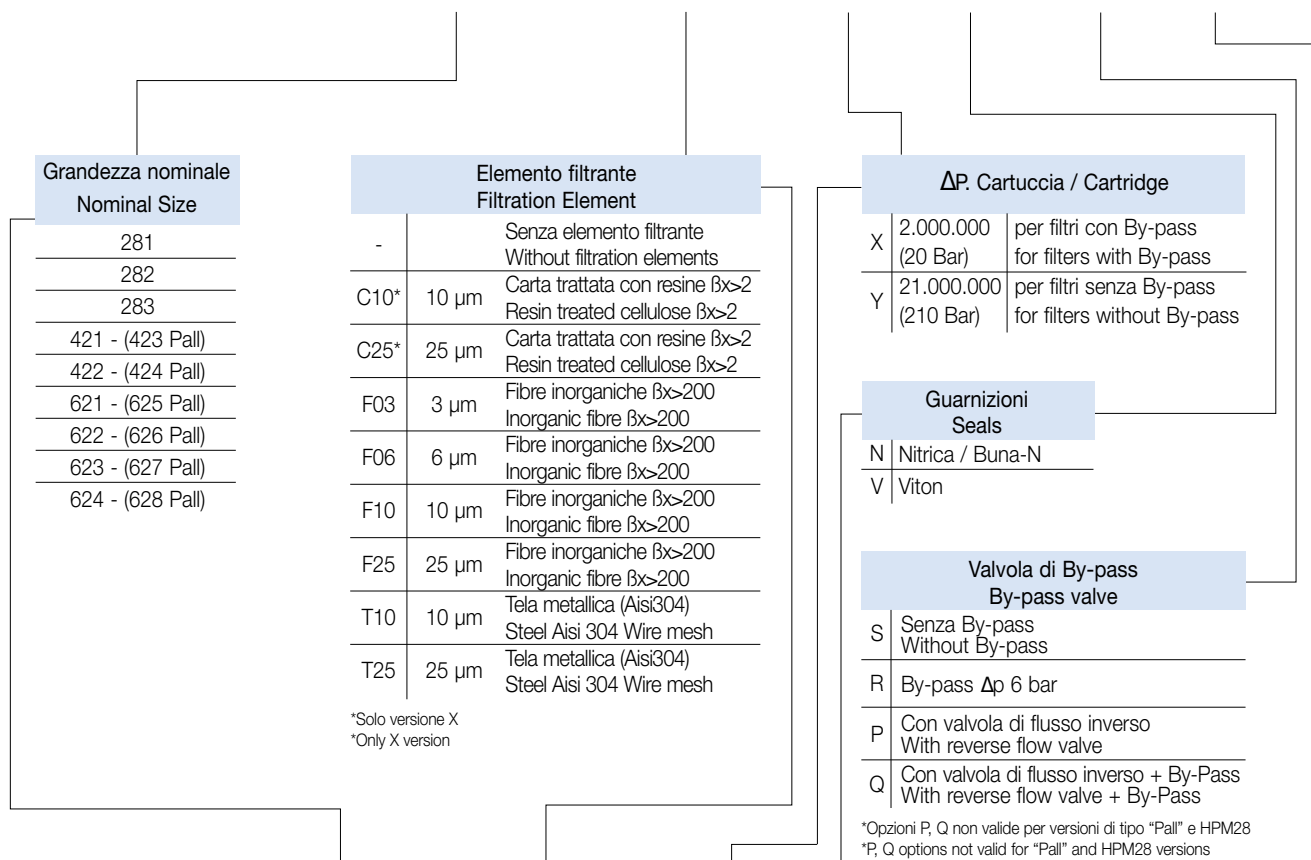 Grandezza nominale
Nominal Size
281
282
283
421 - (423 Pall)
422 - (424 Pall)
621 - (625 Pall)
622 - (626 Pall)
623 - (627 Pall)
624 - (628 Pall)
Elemento filtrante
Filtration Element
- Senza elemento filtrante
Without filtration elements
C10* 10 µm Carta trattata con resine ßx>2
Resin treated cellulose ßx>2
C25* 25 µm Carta trattata con resine ßx>2
Resin treated cellulose ßx>2
F03 3 µm Fibre inorganiche ßx>200
Inorganic fibre ßx>200
F06 6 µm Fibre inorganiche ßx>200
Inorganic fibre ßx>200
F10 10 µm Fibre inorganiche ßx>200
Inorganic fibre ßx>200
F25 25 µm Fibre inorganiche ßx>200
Inorganic fibre ßx>200
T10 10 µm Tela metallica (Aisi304)
Steel Aisi 304 Wire mesh
T25 25 µm Tela metallica (Aisi304)
Steel Aisi 304 Wire mesh
*Solo versione X
*Only X version
ΔP. Cartuccia / Cartridge
X 2.000.000 per filtri con By-pass
(20 Bar) for filters with By-pass
Y 21.000.000 per filtri senza By-pass
(210 Bar) for filters without By-pass
Guarnizioni
Seals
N Nitrica / Buna-N
V Viton
Valvola di By-pass
By-pass valve
S Senza By-pass
Without By-pass
R By-pass Δp 6 bar
P Con valvola di flusso inverso
With reverse flow valve
Q Con valvola di flusso inverso + By-Pass
With reverse flow valve + By-Pass
*Opzioni P, Q non valide per versioni di tipo “Pall” e HPM28
*P, Q options not valid for “Pall” and HPM28 versions